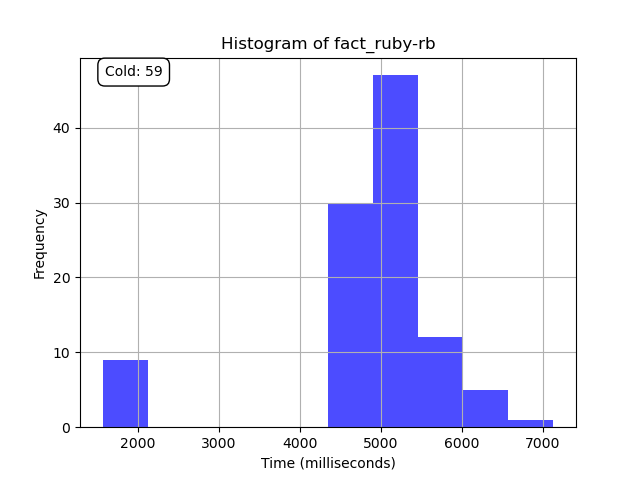 Histogram of fact_ruby-rb
Cold: 59
Frequency
40
30
20
10
0
2000 3000 4000 5000 6000 7000
Time (milliseconds)